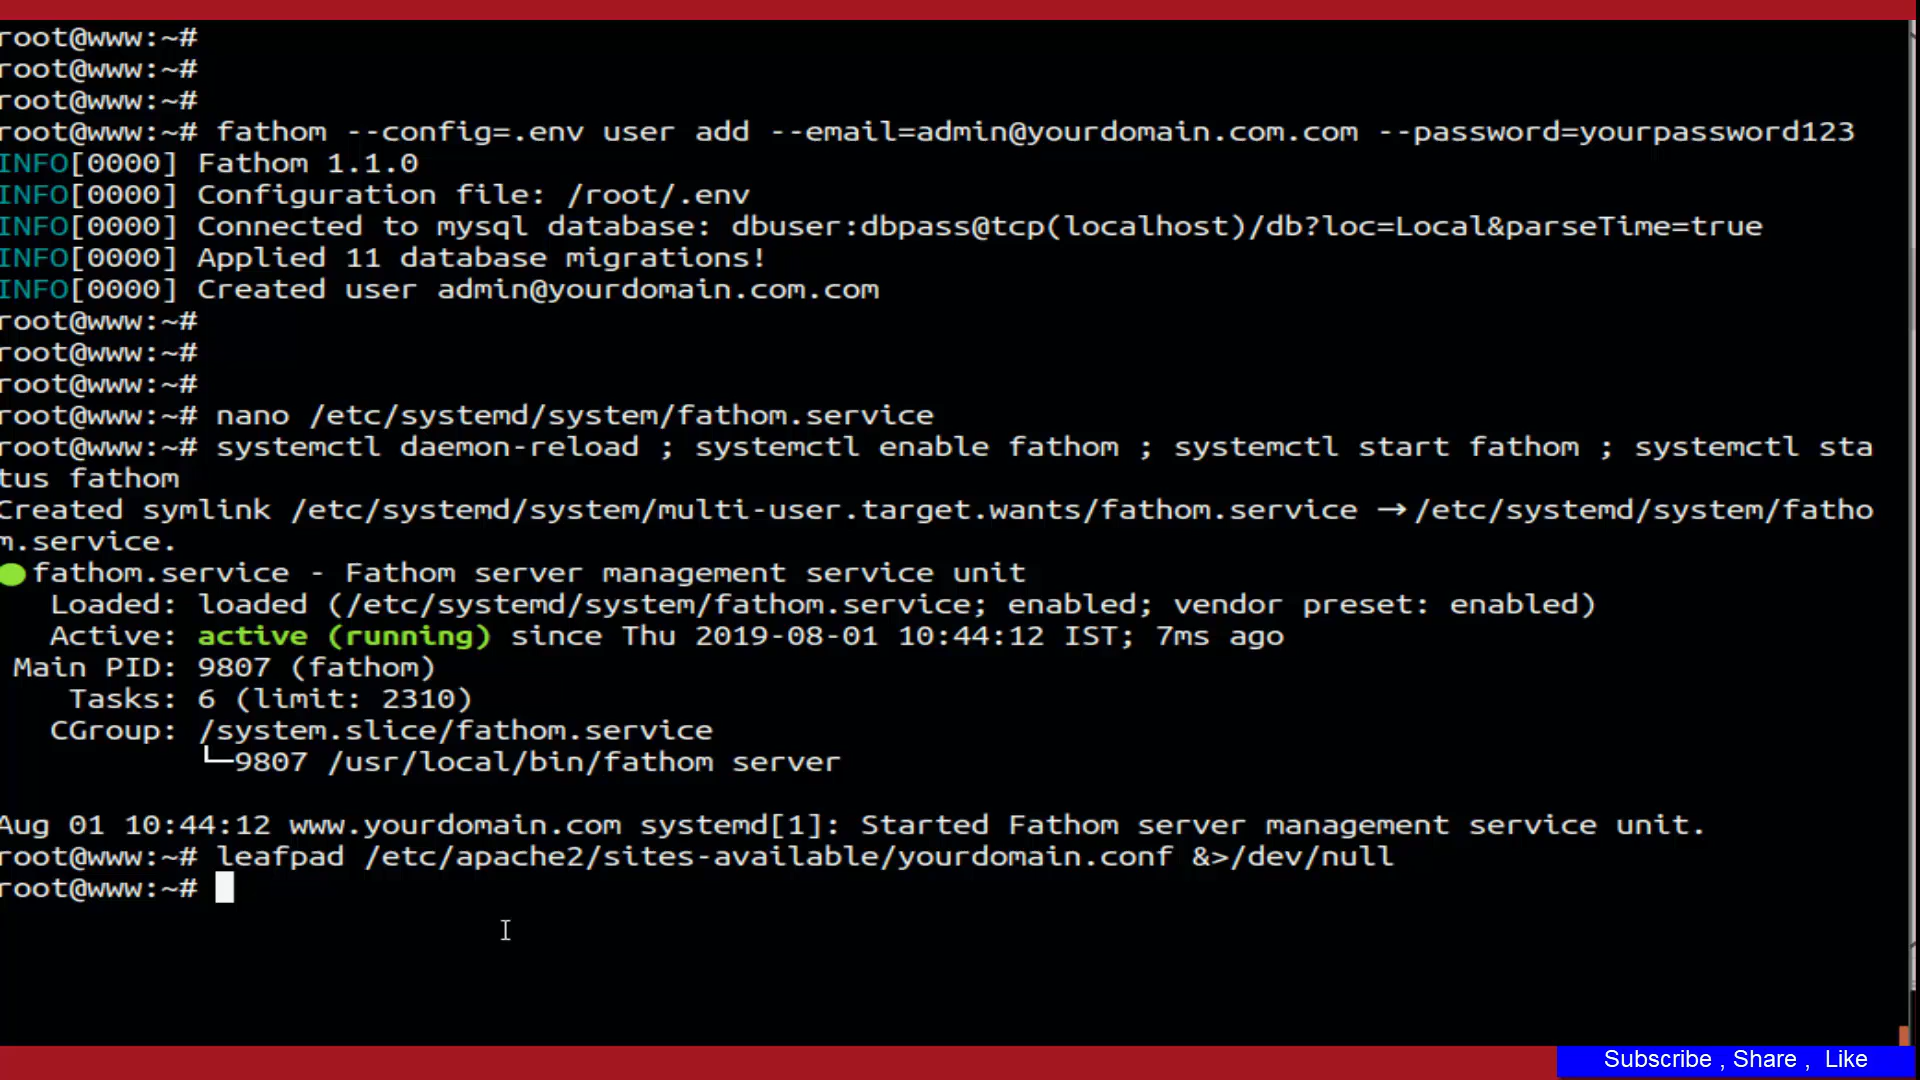 root@www:~#
root@www:~#
root@www:~#
root@www:~# fathom --config=.env user add --email=admin@yourdomain.com.com --password=yourpassword123
INFO[0000] Fathom 1.1.0
INFO[0000] Configuration file: /root/.env
INFO[0000] Connected to mysql database: dbuser:dbpass@tcp(localhost)/db?loc=Local&parseTime=true
INFO[0000] Applied 11 database migrations!
INFO[0000] Created user admin@yourdomain.com.com
root@www:~#
root@www:~#
root@www:~#
root@www:~# nano /etc/systemd/system/fathom.service
root@www:~# systemctl daemon-reload ; systemctl enable fathom ; systemctl start fathom ; systemctl sta
tus fathom
Created symlink /etc/systemd/system/multi-user.target.wants/fathom.service → /etc/systemd/system/fatho
m.service.
● fathom.service - Fathom server management service unit
Loaded: loaded (/etc/systemd/system/fathom.service; enabled; vendor preset: enabled)
Active: active (running) since Thu 2019-08-01 10:44:12 IST; 7ms ago
Main PID: 9807 (fathom)
Tasks: 6 (limit: 2310)
CGroup: /system.slice/fathom.service
└─9807 /usr/local/bin/fathom server
Aug 01 10:44:12 www.yourdomain.com systemd[1]: Started Fathom server management service unit.
root@www:~# leafpad /etc/apache2/sites-available/yourdomain.conf &>/dev/null
root@www:~#
Subscribe , Share , Like